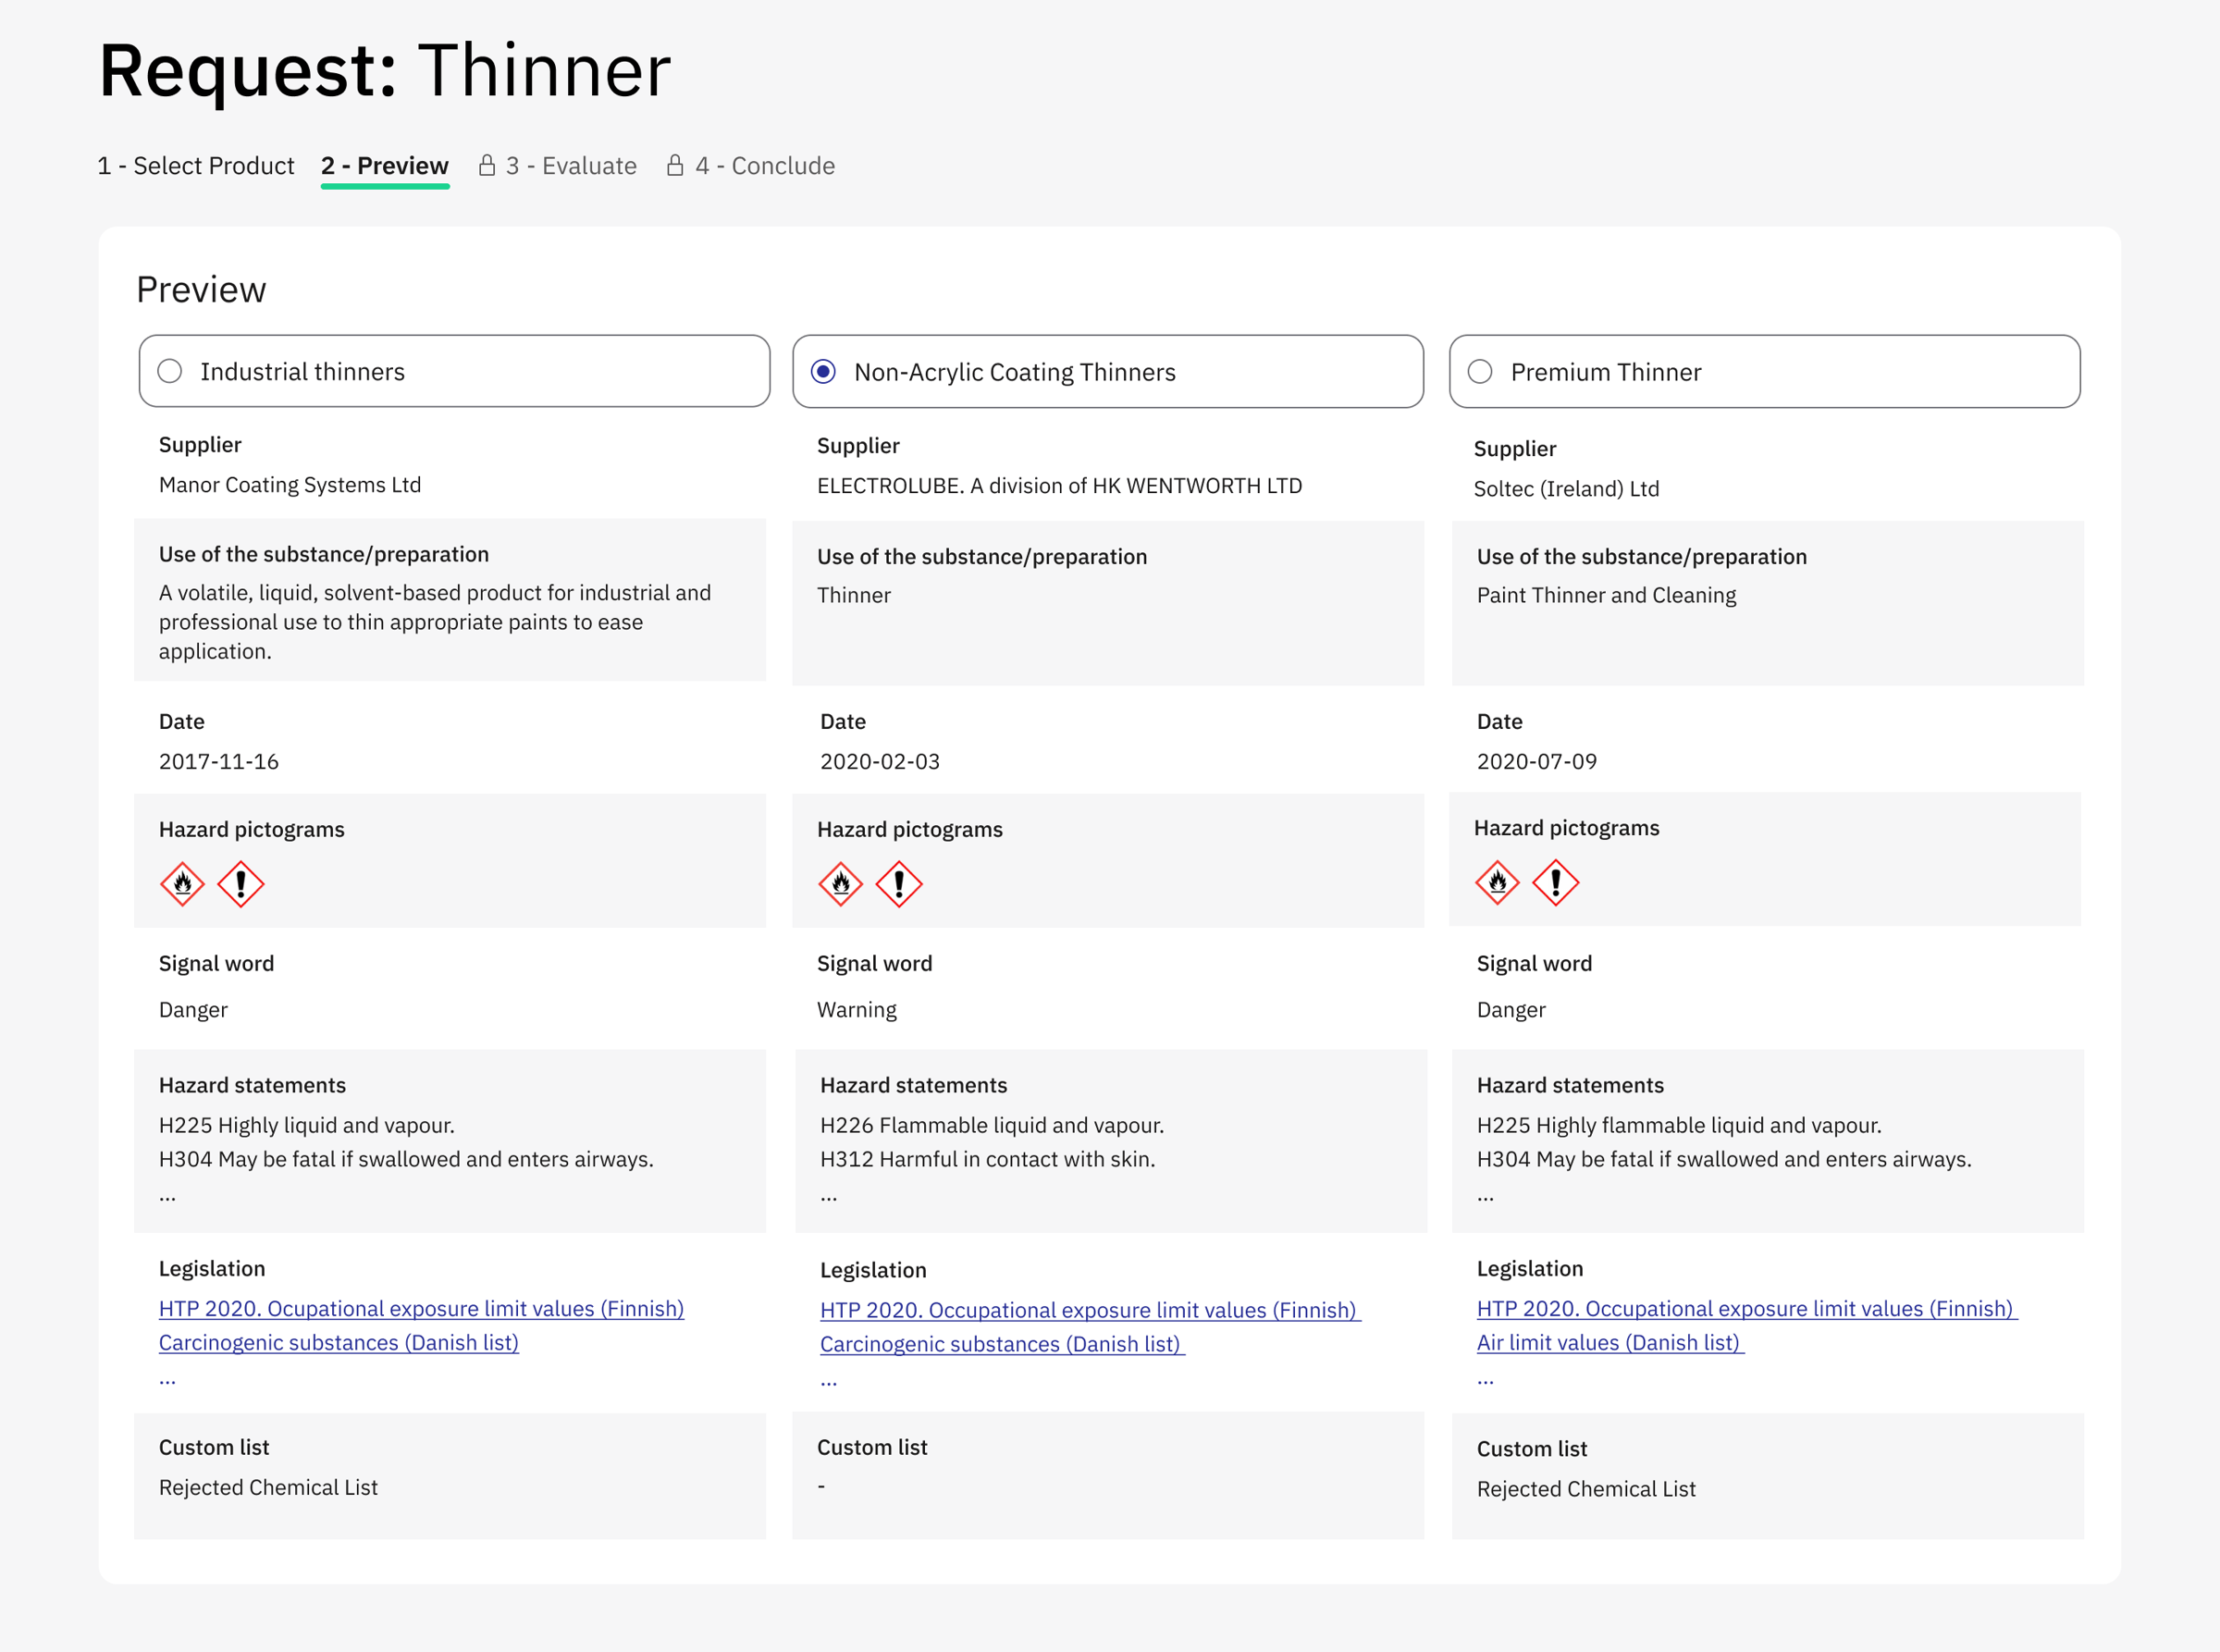 Request: Thinner
1 - Select Product 2 - Preview 3 - Evaluate 4 - Conclude
Preview
Industrial thinners
Supplier
Manor Coating Systems Ltd
Use of the substance/preparation
A volatile, liquid, solvent-based product for industrial and
professional use to thin appropriate paints to ease
application.
Date
2017-11-16
Hazard pictograms
Signal word
Danger
Hazard statements
H225 Highly liquid and vapour.
H304 May be fatal if swallowed and enters airways.
...
Legislation
HTP 2020. Ocupational exposure limit values (Finnish)
Carcinogenic substances (Danish list)
...
Custom list
Rejected Chemical List
Non-Acrylic Coating Thinners
Supplier
ELECTROLUBE. A division of HK WENTWORTH LTD
Use of the substance/preparation
Thinner
Date
2020-02-03
Hazard pictograms
Signal word
Warning
Hazard statements
H226 Flammable liquid and vapour.
H312 Harmful in contact with skin.
...
Legislation
HTP 2020. Occupational exposure limit values (Finnish)
Carcinogenic substances (Danish list)
...
Custom list
-
Premium Thinner
Supplier
Soltec (Ireland) Ltd
Use of the substance/preparation
Paint Thinner and Cleaning
Date
2020-07-09
Hazard pictograms
Signal word
Danger
Hazard statements
H225 Highly flammable liquid and vapour.
H304 May be fatal if swallowed and enters airways.
...
Legislation
HTP 2020. Occupational exposure limit values (Finnish)
Air limit values (Danish list)
...
Custom list
Rejected Chemical List